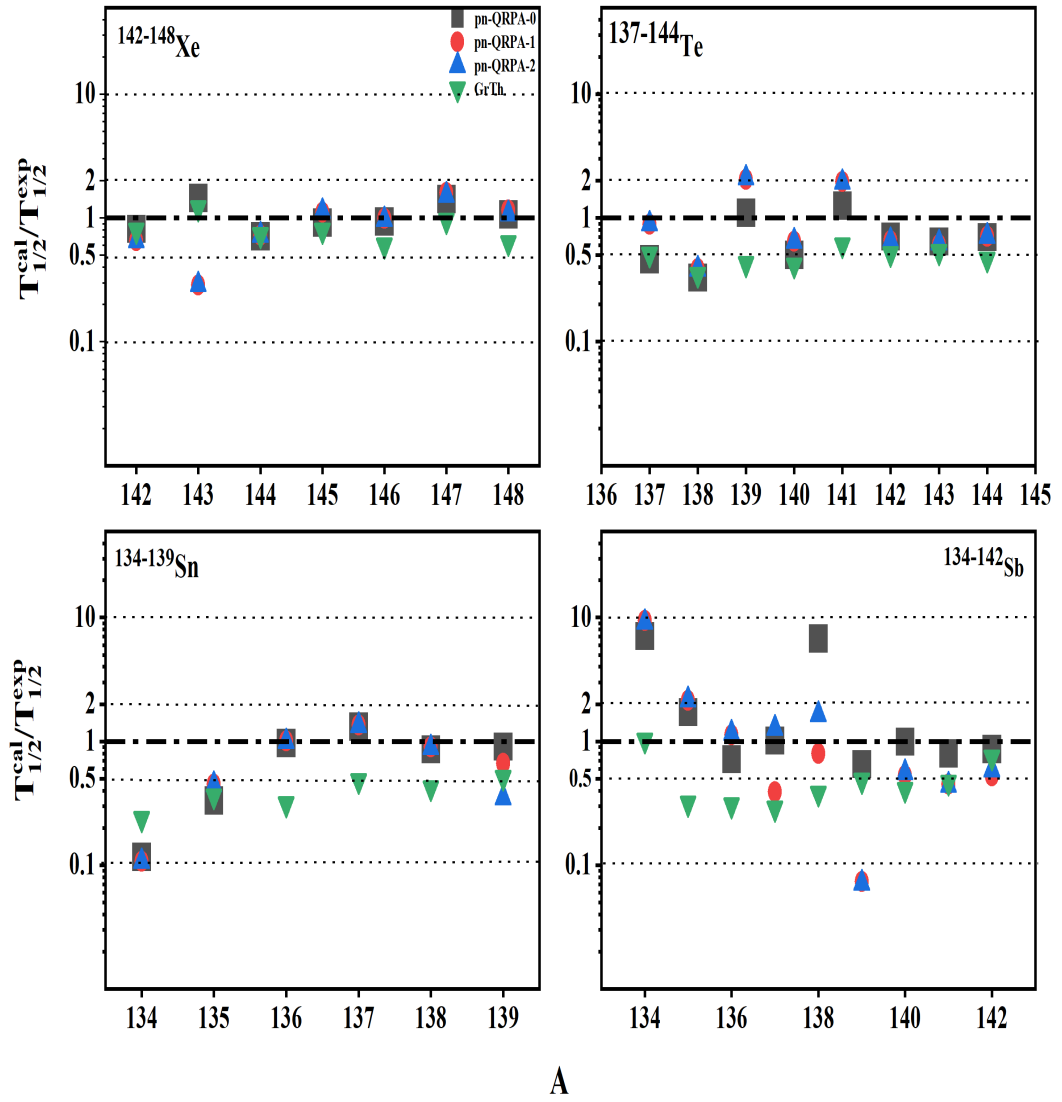 142-148Xe
pn-QRPA-0
pn-QRPA-1
pn-QRPA-2
GrTh
10
2
1
0.5
0.1
Tcal1/2/Texp1/2
142 143 144 145 146 147 148
137-144Te
10
2
1
0.5
0.1
136 137 138 139 140 141 142 143 144 145
134-139Sn
10
2
1
0.5
0.1
Tcal1/2/Texp1/2
134 135 136 137 138 139
134-142Sb
10
2
1
0.5
0.1
134 136 138 140 142
A